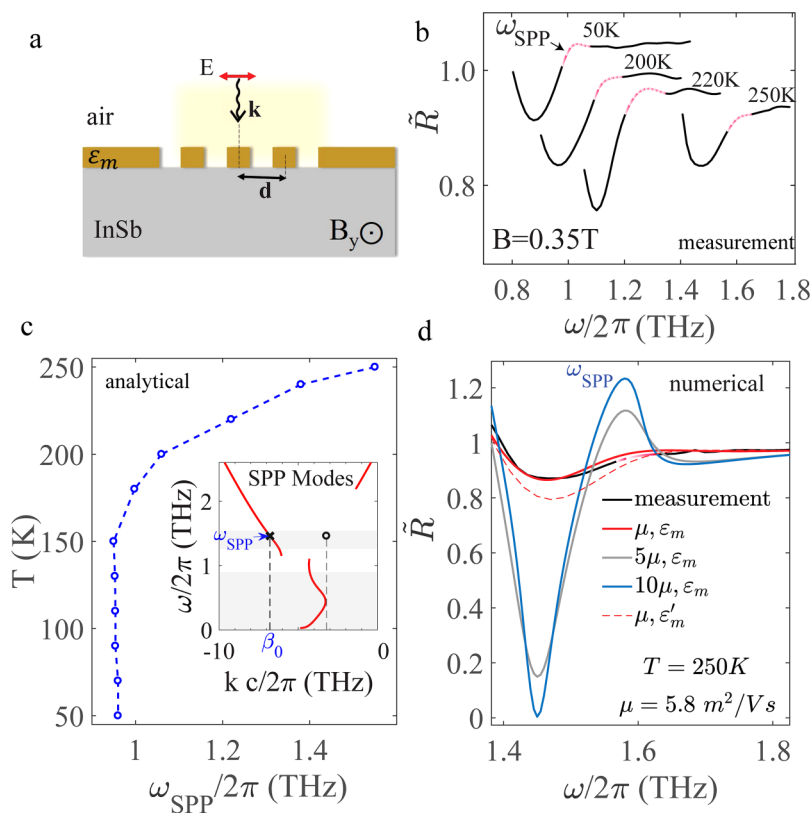 a
E
k
air
ε_m
d
InSb
B_y⊙
b
ω_SPP
50K
200K
220K
250K
R̃
1.0
0.8
B=0.35T
measurement
0.8 1 1.2 1.4 1.6 1.8
ω/2π (THz)
c
T (K)
250
200
150
100
50
analytical
SPP Modes
ω/2π (THz)
2
1
0
ω_SPP
-10
β_0
0
k c/2π (THz)
1 1.2 1.4
ω_SPP/2π (THz)
d
R̃
1.2
1
0.8
0.6
0.4
0.2
0
ω_SPP
numerical
measurement
μ, ε_m
5μ, ε_m
10μ, ε_m
μ, ε′_m
T = 250K
μ = 5.8 m²/Vs
1.4 1.6 1.8
ω/2π (THz)